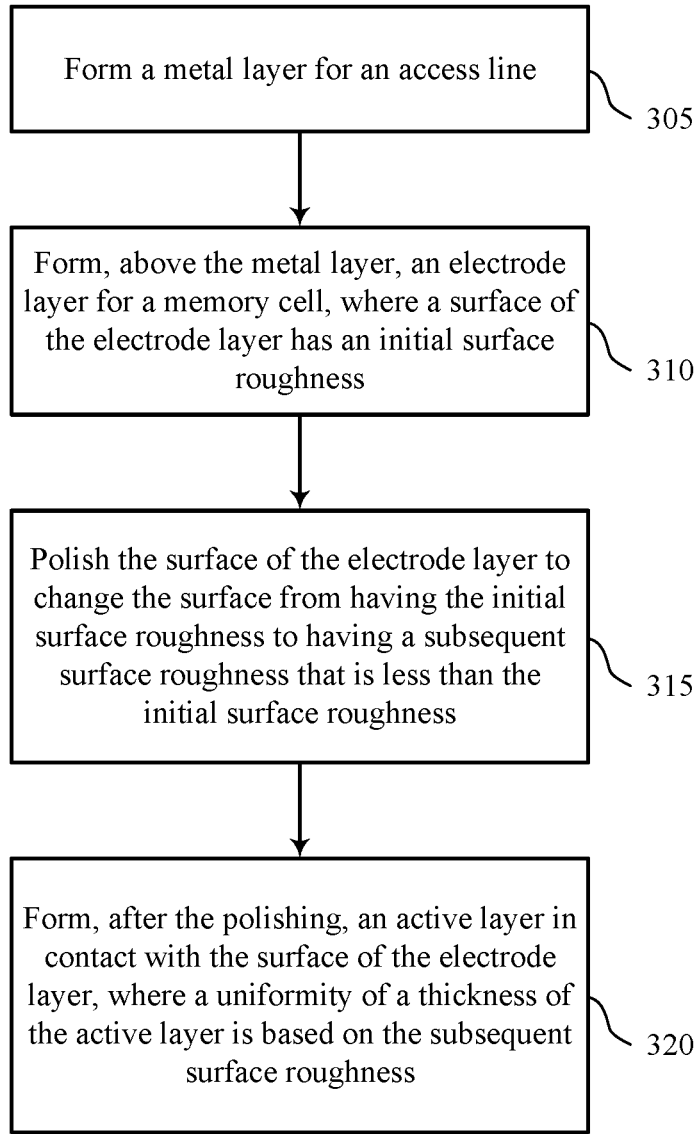 Form a metal layer for an access line
305
Form, above the metal layer, an electrode
layer for a memory cell, where a surface of
the electrode layer has an initial surface
roughness
310
Polish the surface of the electrode layer to
change the surface from having the initial
surface roughness to having a subsequent
surface roughness that is less than the
initial surface roughness
315
Form, after the polishing, an active layer in
contact with the surface of the electrode
layer, where a uniformity of a thickness of
the active layer is based on the subsequent
surface roughness
320